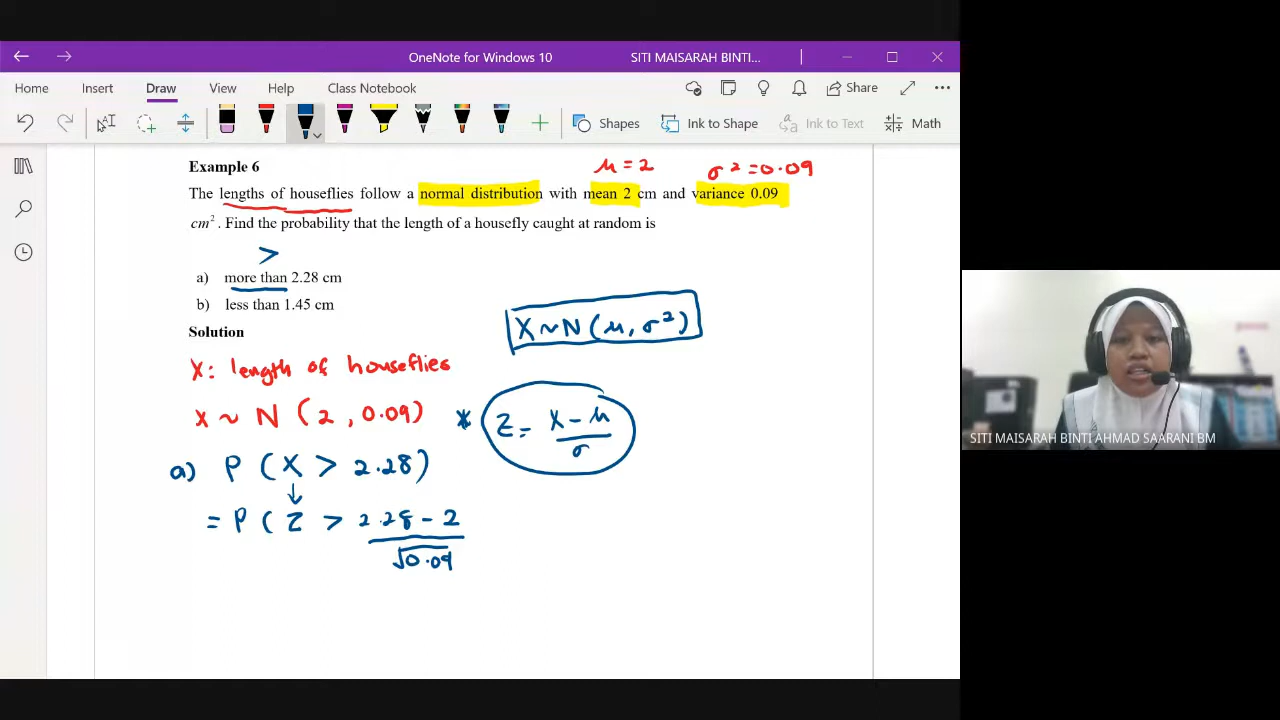 OneNote for Windows 10
SITI MAISARAH BINTI...
Home Insert Draw View Help Class Notebook
Share
Shapes Ink to Shape Ink to Text Math
Example 6
μ = 2 σ² = 0.09
The lengths of houseflies follow a normal distribution with mean 2 cm and variance 0.09
cm². Find the probability that the length of a housefly caught at random is
>
a) more than 2.28 cm
b) less than 1.45 cm
Solution
X ~ N (μ, σ²)
X: length of houseflies
X ~ N (2, 0.09)
* Z = X - μ / σ
a) P (X > 2.28)
↓
= P (Z > 2.28 - 2 / √0.09
SITI MAISARAH BINTI AHMAD SAARANI BM